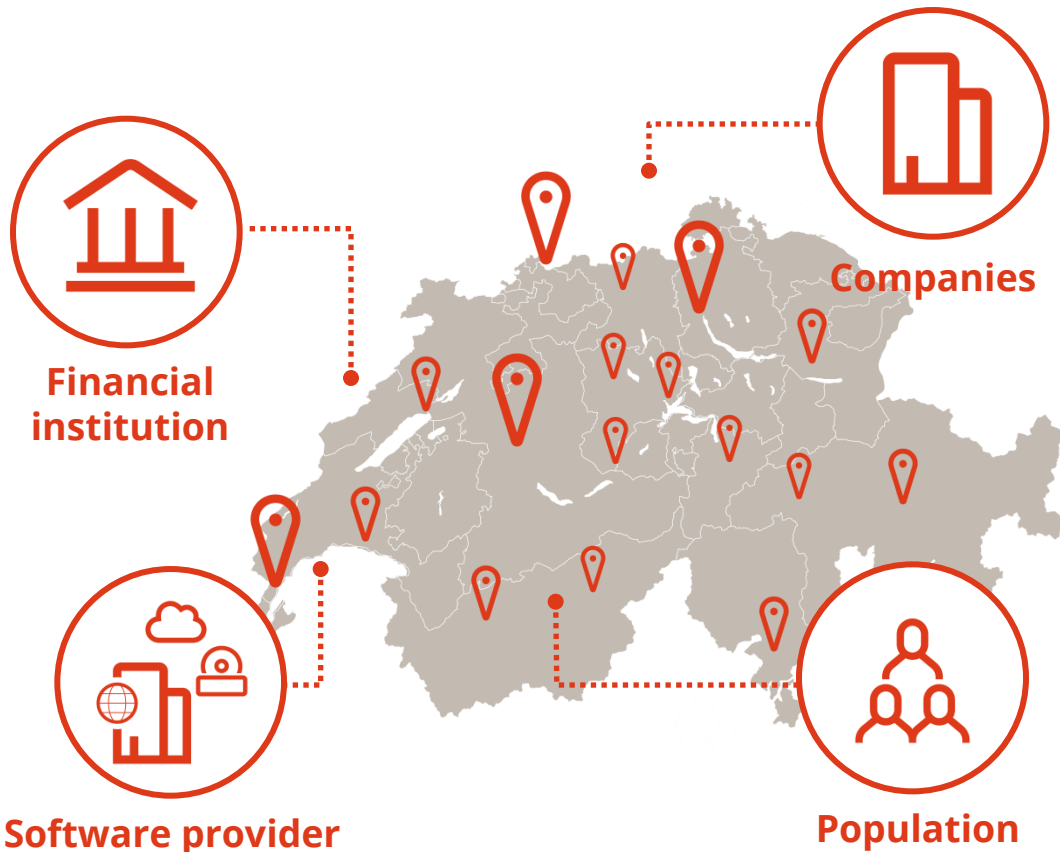 Companies
Financial
institution
Software provider
Population